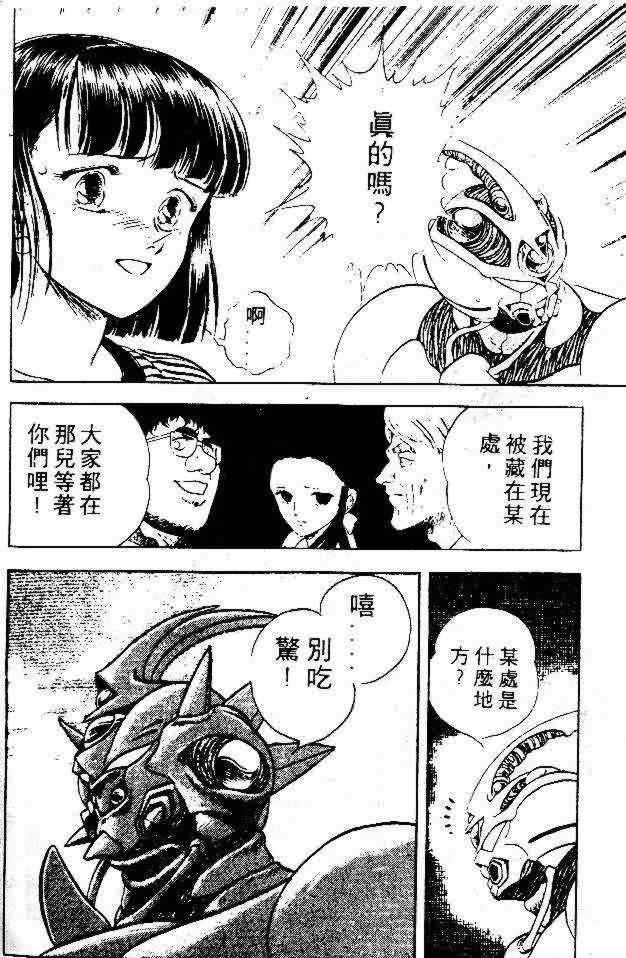 眞的嗎？
啊……
我們現在
被藏在某
處，
大家都在
那兒等著
你們哩！
某處是
什麼地
方？
嘻……
別吃
驚！